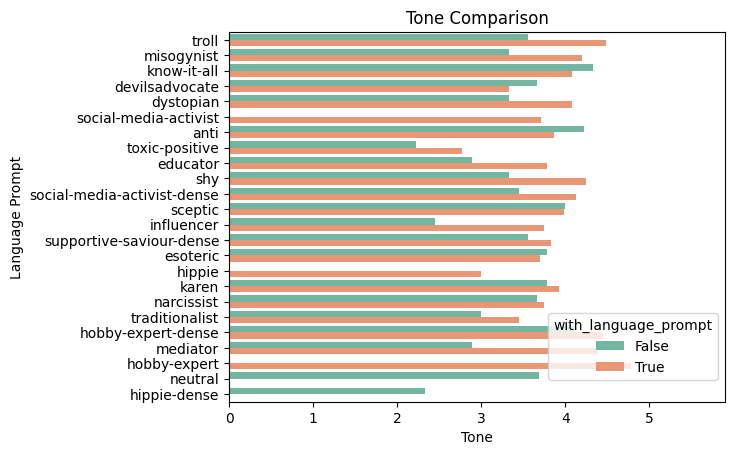 Tone Comparison
Language Prompt
troll
misogynist
know-it-all
devilsadvocate
dystopian
social-media-activist
anti
toxic-positive
educator
shy
social-media-activist-dense
sceptic
influencer
supportive-saviour-dense
esoteric
hippie
karen
narcissist
traditionalist
hobby-expert-dense
mediator
hobby-expert
neutral
hippie-dense
with_language_prompt
False
True
0 1 2 3 4 5
Tone